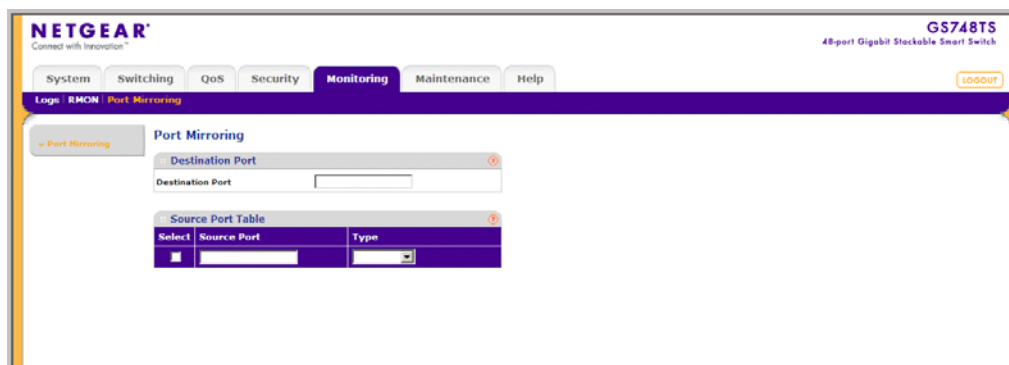 NETGEAR®
Connect with Innovation™
GS748TS
48-port Gigabit Stackable Smart Switch
System Switching QoS Security Monitoring Maintenance Help
LOGOUT
Logs RMON Port Mirroring
Port Mirroring
Port Mirroring
Destination Port
Destination Port
Source Port Table
Select Source Port Type